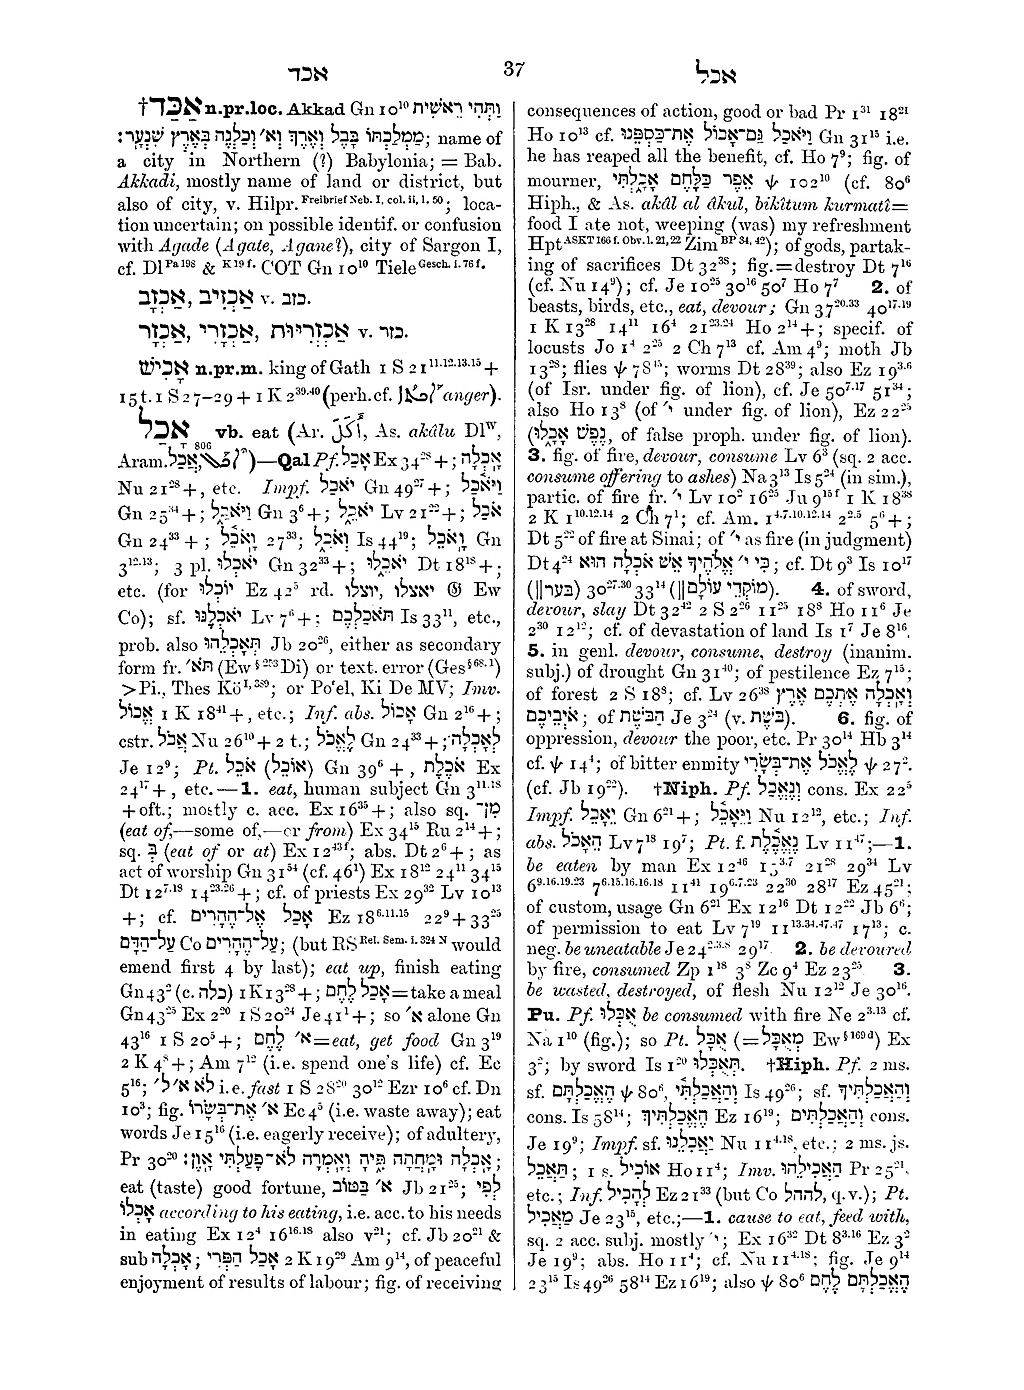 אכד
37
אכל
†אַכַּד n.pr.loc. Akkad Gn 10¹⁰ וַתְּהִי רֵאשִׁית
מַמְלַכְתּוֹ בָּבֶל וְאֶרֶךְ וְא׳ וְכַלְנֵה בְּאֶרֶץ שִׁנְעָר׃; name of
a city in Northern (?) Babylonia; = Bab.
Akkadi, mostly name of land or district, but
also of city, v. Hilpr. Freibrief Neb. I, col. ii, l. 50; loca-
tion uncertain; on possible identif. or confusion
with Agade (Agate, Agane?), city of Sargon I,
cf. Dl Pa 198 & K 19 f. COT Gn 10¹⁰ Tiele Gesch. i. 76 f.
אַכְזִיב, אַכְזָב v. כזב.
אַכְזָר, אַכְזָרִי, אַכְזְרִיּוּת v. כזר.
אָכִישׁ n.pr.m. king of Gath 1 S 21¹¹·¹²·¹³·¹⁵ +
15 t. 1 S 27–29 + 1 K 2³⁹·⁴⁰ (perh. cf. anger).
אָכַל 806 vb. eat (Ar. أَكَلَ, As. akâlu Dl W,
Aram. אֲכַל, )—Qal Pf. אָכַל Ex 34²⁸ +; אָכְלָה
Nu 21²⁸ +, etc. Impf. יֹאכַל Gn 49²⁷ +; וַיֹּאכַל
Gn 25³⁴ +; וַיֹּאכַל Gn 3⁶ +; יֹאכֵל Lv 21²² +; אֹכַל
Gn 24³³ +; וָאֹכַל 27³³; וָאֹכֵל Is 44¹⁹; וָאֹכֵל Gn
3¹²·¹³; 3 pl. יֹאכְלוּ Gn 32³³ +; יֹאכֵלוּ Dt 18¹⁸ +;
etc. (for יוֹכְלוּ Ez 42⁵ rd. יאצלו, יוצלו 𝔊 Ew
Co); sf. יֹאכְלֶנּוּ Lv 7⁶ +; תֹּאכַלְכֶם Is 33¹¹, etc.,
prob. also תְּאָכְלֵהוּ Jb 20²⁶, either as secondary
form fr. תֹּא׳ (Ew § 253 Di) or text. error (Ges § 68. 1)
> Pi., Thes Kö I, 389; or Po‘el, Ki De MV; Imv.
אֱכוֹל 1 K 18⁴¹ +, etc.; Inf. abs. אָכוֹל Gn 2¹⁶ +;
cstr. אֲכֹל Nu 26¹⁰ + 2 t.; לֶאֱכֹל Gn 24³³ +; לְאָכְלָה
Je 12⁹; Pt. אֹכֵל (אוֹכֵל) Gn 39⁶ +, אֹכֶלֶת Ex
24¹⁷ +, etc.—1. eat, human subject Gn 3¹¹·¹⁸
+ oft.; mostly c. acc. Ex 16³⁵ +; also sq. מִן־
(eat of,—some of,—or from) Ex 34¹⁵ Ru 2¹⁴ +;
sq. בְּ (eat of or at) Ex 12⁴³ᶠ; abs. Dt 2⁶ +; as
act of worship Gn 31⁵⁴ (cf. 46¹) Ex 18¹² 24¹¹ 34¹⁵
Dt 12⁷·¹⁸ 14²³·²⁶ +; cf. of priests Ex 29³² Lv 10¹³
+; cf. אָכַל אֶל־הֶהָרִים Ez 18⁶·¹¹·¹⁵ 22⁹ + 33²⁵
עַל־הַדָּם Co עַל־הֶהָרִים; (but RS Rel. Sem. i. 324 N would
emend first 4 by last); eat up, finish eating
Gn 43² (c. כלה) 1 K 13²⁸ +; אָכַל לֶחֶם = take a meal
Gn 43²⁵ Ex 2²⁰ 1 S 20²⁴ Je 41¹ +; so א׳ alone Gn
43¹⁶ 1 S 20⁵ +; א׳ לֶחֶם = eat, get food Gn 3¹⁹
2 K 4⁸ +; Am 7¹² (i.e. spend one’s life) cf. Ec
5¹⁶; לֹא א׳ ל׳ i.e. fast 1 S 28²⁰ 30¹² Ezr 10⁶ cf. Dn
10³; fig. א׳ אֶת־בְּשָׂרוֹ Ec 4⁵ (i.e. waste away); eat
words Je 15¹⁶ (i.e. eagerly receive); of adultery,
Pr 30²⁰ אָכְלָה וּמָחֲתָה פִיהָ וְאָמְרָה לֹא־פָעַלְתִּי אָוֶן׃;
eat (taste) good fortune, א׳ בַּטּוֹב Jb 21²⁵; לְפִי
אָכְלוֹ according to his eating, i.e. acc. to his needs
in eating Ex 12⁴ 16¹⁶·¹⁸ also v²¹; cf. Jb 20²¹ &
sub אָכְלָה; אָכַל הַפְּרִי 2 K 19²⁹ Am 9¹⁴, of peaceful
enjoyment of results of labour; fig. of receiving
consequences of action, good or bad Pr 1³¹ 18²¹
Ho 10¹³ cf. וַיֹּאכַל גַּם־אָכוֹל אֶת־כַּסְפֵּנוּ Gn 31¹⁵ i.e.
he has reaped all the benefit, cf. Ho 7⁹; fig. of
mourner, אֵפֶר כַּלֶּחֶם אָכָלְתִּי ψ 102¹⁰ (cf. 80⁶
Hiph., & As. akâl al âkul, bikîtum kurmatî=
food I ate not, weeping (was) my refreshment
Hpt ASKT 166 f. Obv. l. 21, 22 Zim BP 34, 42); of gods, partak-
ing of sacrifices Dt 32³⁸; fig. = destroy Dt 7¹⁶
(cf. Nu 14⁹); cf. Je 10²⁵ 30¹⁶ 50⁷ Ho 7⁷ 2. of
beasts, birds, etc., eat, devour; Gn 37²⁰·³³ 40¹⁷·¹⁹
1 K 13²⁸ 14¹¹ 16⁴ 21²³·²⁴ Ho 2¹⁴ +; specif. of
locusts Jo 1⁴ 2²⁵ 2 Ch 7¹³ cf. Am 4⁹; moth Jb
13²⁸; flies ψ 78⁴⁵; worms Dt 28³⁹; also Ez 19³·⁶
(of Isr. under fig. of lion), cf. Je 50⁷·¹⁷ 51³⁴;
also Ho 13⁸ (of י׳ under fig. of lion), Ez 22²⁵
(נֶפֶשׁ אָכָלוּ, of false proph. under fig. of lion).
3. fig. of fire, devour, consume Lv 6³ (sq. 2 acc.
consume offering to ashes) Na 3¹³ Is 5²⁴ (in sim.),
partic. of fire fr. י׳ Lv 10² 16²⁵ Ju 9¹⁵ᶠ 1 K 18³⁸
2 K 1¹⁰·¹²·¹⁴ 2 Ch 7¹; cf. Am. 1⁴·⁷·¹⁰·¹²·¹⁴ 2²·⁵ 5⁶ +;
Dt 5²² of fire at Sinai; of י׳ as fire (in judgment)
Dt 4²⁴ כִּי י׳ אֱלֹהֶיךָ אֵשׁ אֹכְלָה הוּא; cf. Dt 9³ Is 10¹⁷
(‖בער) 30²⁷·³⁰ 33¹⁴ (‖מוֹקְדֵי עוֹלָם). 4. of sword,
devour, slay Dt 32⁴² 2 S 2²⁶ 11²⁵ 18⁸ Ho 11⁶ Je
2³⁰ 12¹²; cf. of devastation of land Is 1⁷ Je 8¹⁶.
5. in genl. devour, consume, destroy (inanim.
subj.) of drought Gn 31⁴⁰; of pestilence Ez 7¹⁵;
of forest 2 S 18⁸; cf. Lv 26³⁸ וְאָכְלָה אֶתְכֶם אֶרֶץ
אֹיְבֵיכֶם; of הַבֹּשֶׁת Je 3²⁴ (v. בֹּשֶׁת). 6. fig. of
oppression, devour the poor, etc. Pr 30¹⁴ Hb 3¹⁴
cf. ψ 14⁴; of bitter enmity לֶאֱכֹל אֶת־בְּשָׂרִי ψ 27².
(cf. Jb 19²²). †Niph. Pf. וְנֶאֱכַל cons. Ex 22⁵
Impf. יֵאָכֵל Gn 6²¹ +; וַיֵּאָכֵל Nu 12¹², etc.; Inf.
abs. הֵאָכֹל Lv 7¹⁸ 19⁷; Pt. f. נֶאֱכֶלֶת Lv 11⁴⁷;—1.
be eaten by man Ex 12⁴⁶ 13³·⁷ 21²⁸ 29³⁴ Lv
6⁹·¹⁶·¹⁹·²³ 7⁶·¹⁵·¹⁶·¹⁶·¹⁸ 11⁴¹ 19⁶·⁷·²³ 22³⁰ 28¹⁷ Ez 45²¹;
of custom, usage Gn 6²¹ Ex 12¹⁶ Dt 12²² Jb 6⁶;
of permission to eat Lv 7¹⁹ 11¹³·³⁴·⁴⁷·⁴⁷ 17¹³; c.
neg. be uneatable Je 24²·³·⁸ 29¹⁷. 2. be devoured
by fire, consumed Zp 1¹⁸ 3⁸ Zc 9⁴ Ez 23²⁵ 3.
be wasted, destroyed, of flesh Nu 12¹² Je 30¹⁶.
Pu. Pf. אֻכְּלוּ be consumed with fire Ne 2³·¹³ cf.
Na 1¹⁰ (fig.); so Pt. אֻכָּל (=מְאֻכָּל Ew § 169 d) Ex
3²; by sword Is 1²⁰ תְּאֻכְּלוּ. †Hiph. Pf. 2 ms.
sf. הֶאֱכַלְתָּם ψ 80⁶, וְהַאֲכַלְתִּי Is 49²⁶; sf. וְהַאֲכַלְתִּיךָ
cons. Is 58¹⁴; הֶאֱכַלְתִּיךָ Ez 16¹⁹; וְהַאֲכַלְתִּים cons.
Je 19⁹; Impf. sf. יַאֲכִלֵנוּ Nu 11⁴·¹⁸, etc.; 2 ms. js.
תַּאֲכֵל; 1 s. אוֹכִיל Ho 11⁴; Imv. הַאֲכִילֵהוּ Pr 25²¹,
etc.; Inf. לְהָכִיל Ez 21³³ (but Co להחל, q.v.); Pt.
מַאֲכִיל Je 23¹⁵, etc.;—1. cause to eat, feed with,
sq. 2 acc. subj. mostly י׳; Ex 16³² Dt 8³·¹⁶ Ez 3²
Je 19⁹; abs. Ho 11⁴; cf. Nu 11⁴·¹⁸; fig. Je 9¹⁴
23¹⁵ Is 49²⁶ 58¹⁴ Ez 16¹⁹; also ψ 80⁶ הֶאֱכַלְתָּם לֶחֶם